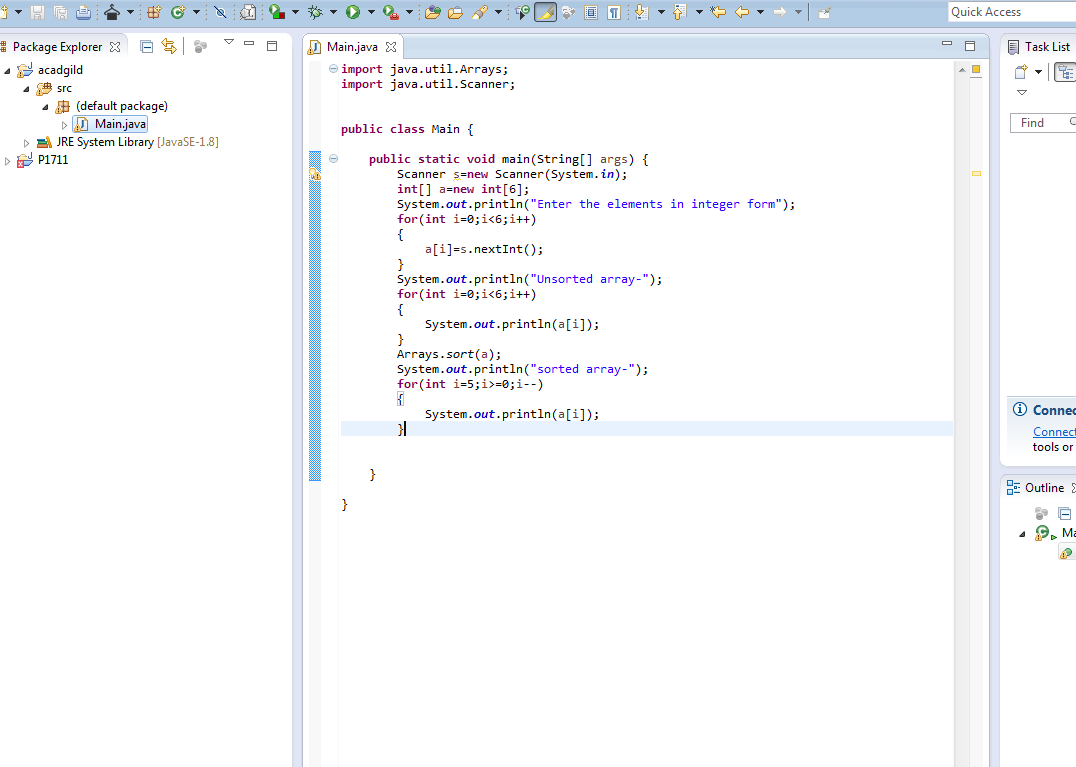 Quick Access
Package Explorer
acadgild
src
(default package)
Main.java
JRE System Library [JavaSE-1.8]
P1711
Main.java
import java.util.Arrays;
import java.util.Scanner;
public class Main {
public static void main(String[] args) {
Scanner s=new Scanner(System.in);
int[] a=new int[6];
System.out.println("Enter the elements in integer form");
for(int i=0;i<6;i++)
{
a[i]=s.nextInt();
}
System.out.println("Unsorted array-");
for(int i=0;i<6;i++)
{
System.out.println(a[i]);
}
Arrays.sort(a);
System.out.println("sorted array-");
for(int i=5;i>=0;i--)
{
System.out.println(a[i]);
}
}
}
Task List
Find
Connec
Connect
tools or
Outline
Ma